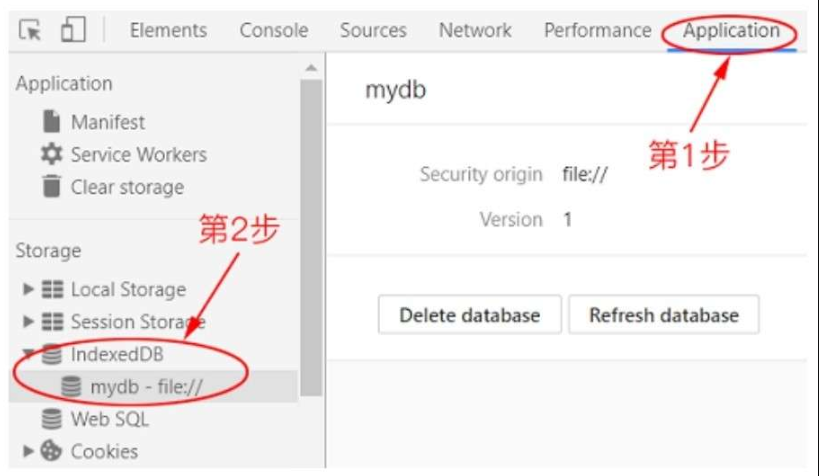 Elements Console Sources Network Performance Application
Application
Manifest
Service Workers
Clear storage
第2步
Storage
Local Storage
Session Storage
IndexedDB
mydb - file://
Web SQL
Cookies
mydb
第1步
Security origin file://
Version 1
Delete database Refresh database